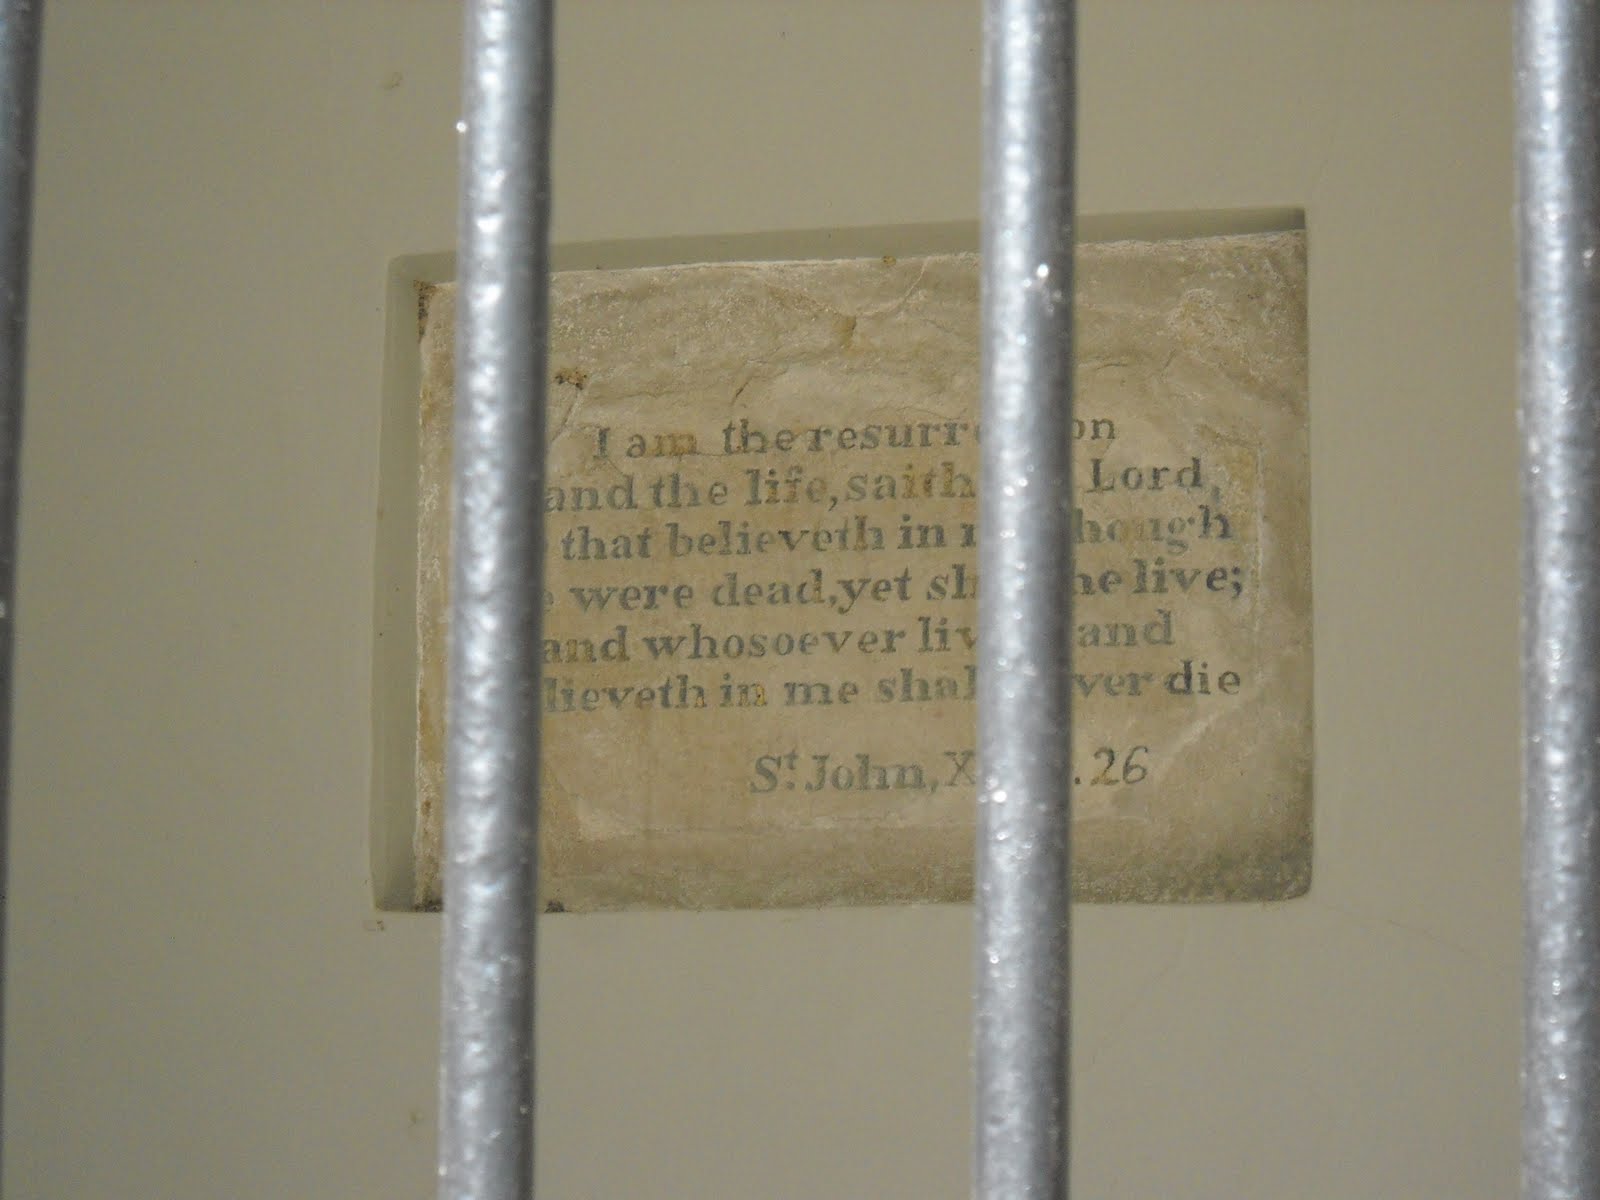 I am the resurr on
and the life, saith Lord,
that believeth in hough
were dead, yet sh he live;
and whosoever liv and
lieveth in me shal ver die
St. John, X . 26